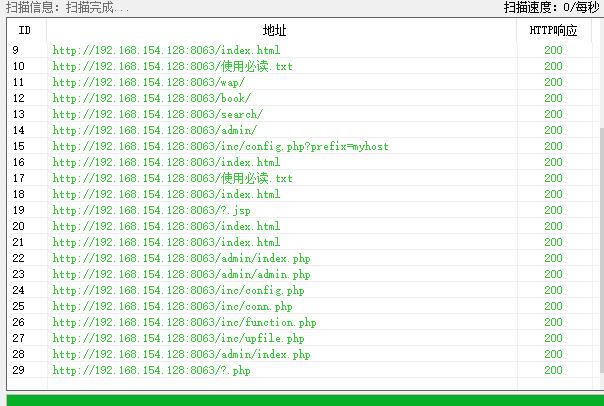 扫描信息：扫描完成... 扫描速度：0/每秒
ID 地址 HTTP响应
9 http://192.168.154.128:8063/index.html 200
10 http://192.168.154.128:8063/使用必读.txt 200
11 http://192.168.154.128:8063/wap/ 200
12 http://192.168.154.128:8063/book/ 200
13 http://192.168.154.128:8063/search/ 200
14 http://192.168.154.128:8063/admin/ 200
15 http://192.168.154.128:8063/inc/config.php?prefix=myhost 200
16 http://192.168.154.128:8063/index.html 200
17 http://192.168.154.128:8063/使用必读.txt 200
18 http://192.168.154.128:8063/index.html 200
19 http://192.168.154.128:8063/?.jsp 200
20 http://192.168.154.128:8063/index.html 200
21 http://192.168.154.128:8063/index.html 200
22 http://192.168.154.128:8063/admin/index.php 200
23 http://192.168.154.128:8063/admin/admin.php 200
24 http://192.168.154.128:8063/inc/config.php 200
25 http://192.168.154.128:8063/inc/conn.php 200
26 http://192.168.154.128:8063/inc/function.php 200
27 http://192.168.154.128:8063/inc/upfile.php 200
28 http://192.168.154.128:8063/admin/index.php 200
29 http://192.168.154.128:8063/?.php 200